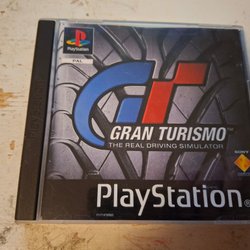 PlayStation
PAL
GT
GRAN TURISMO
THE REAL DRIVING SIMULATOR
SONY
PlayStation®